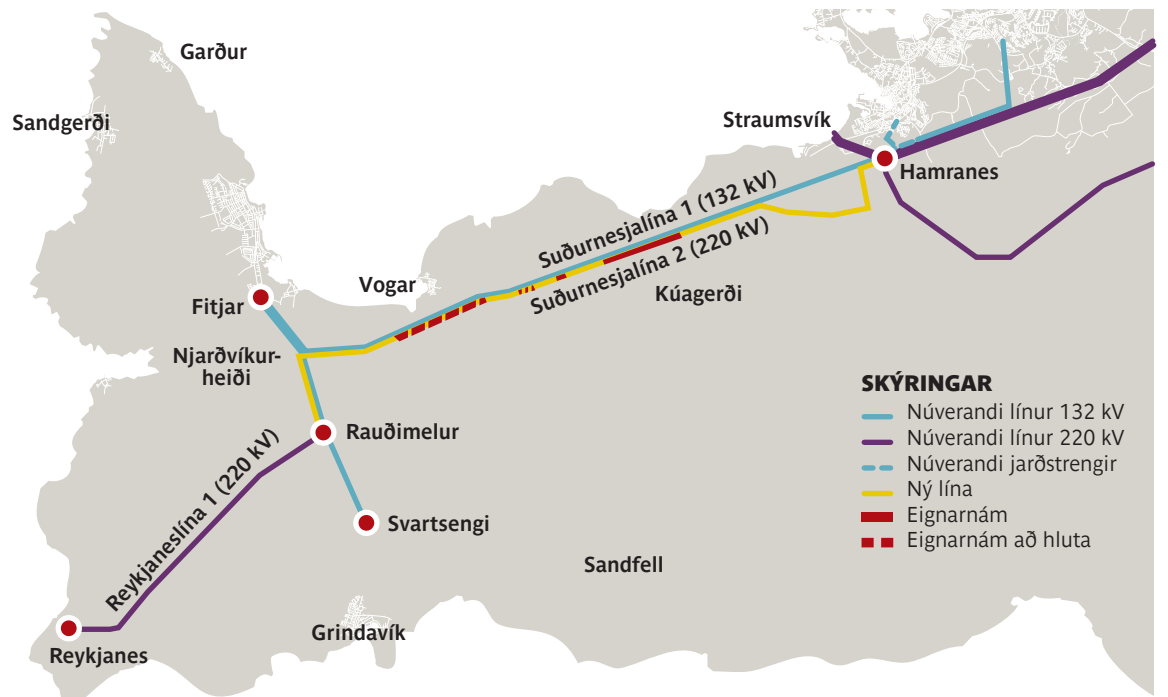 Garður
Sandgerði
Straumsvík
Hamranes
Suðurnesjalína 1 (132 kV)
Suðurnesjalína 2 (220 kV)
Vogar
Kúagerði
Fitjar
Njarðvíkur-
heiði
Rauðimelur
Reykjaneslína 1 (220 kV)
Svartsengi
Sandfell
Grindavík
Reykjanes
SKÝRINGAR
Núverandi línur 132 kV
Núverandi línur 220 kV
Núverandi jarðstrengir
Ný lína
Eignarnám
Eignarnám að hluta